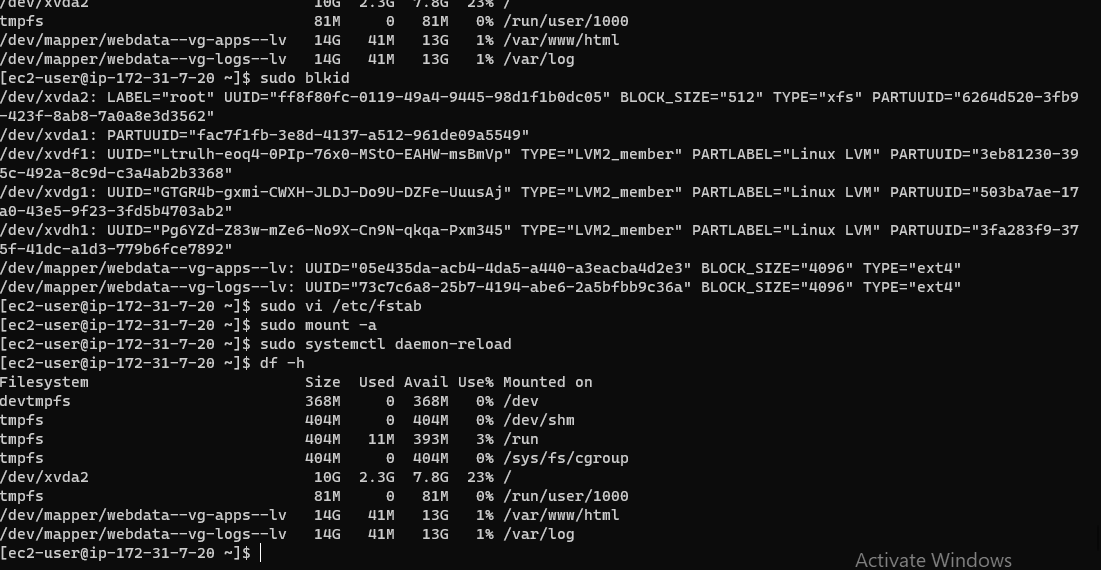 /dev/xvda2                         10G  2.3G  7.8G  23% /
tmpfs                              81M     0   81M   0% /run/user/1000
/dev/mapper/webdata--vg-apps--lv   14G   41M   13G   1% /var/www/html
/dev/mapper/webdata--vg-logs--lv   14G   41M   13G   1% /var/log
[ec2-user@ip-172-31-7-20 ~]$ sudo blkid
/dev/xvda2: LABEL="root" UUID="ff8f80fc-0119-49a4-9445-98d1f1b0dc05" BLOCK_SIZE="512" TYPE="xfs" PARTUUID="6264d520-3fb9
-423f-8ab8-7a0a8e3d3562"
/dev/xvda1: PARTUUID="fac7f1fb-3e8d-4137-a512-961de09a5549"
/dev/xvdf1: UUID="Ltrulh-eoq4-0PIp-76x0-MStO-EAHW-msBmVp" TYPE="LVM2_member" PARTLABEL="Linux LVM" PARTUUID="3eb81230-39
5c-492a-8c9d-c3a4ab2b3368"
/dev/xvdg1: UUID="GTGR4b-gxmi-CWXH-JLDJ-Do9U-DZFe-UuusAj" TYPE="LVM2_member" PARTLABEL="Linux LVM" PARTUUID="503ba7ae-17
a0-43e5-9f23-3fd5b4703ab2"
/dev/xvdh1: UUID="Pg6YZd-Z83w-mZe6-No9X-Cn9N-qkqa-Pxm345" TYPE="LVM2_member" PARTLABEL="Linux LVM" PARTUUID="3fa283f9-37
5f-41dc-a1d3-779b6fce7892"
/dev/mapper/webdata--vg-apps--lv: UUID="05e435da-acb4-4da5-a440-a3eacba4d2e3" BLOCK_SIZE="4096" TYPE="ext4"
/dev/mapper/webdata--vg-logs--lv: UUID="73c7c6a8-25b7-4194-abe6-2a5bfbb9c36a" BLOCK_SIZE="4096" TYPE="ext4"
[ec2-user@ip-172-31-7-20 ~]$ sudo vi /etc/fstab
[ec2-user@ip-172-31-7-20 ~]$ sudo mount -a
[ec2-user@ip-172-31-7-20 ~]$ sudo systemctl daemon-reload
[ec2-user@ip-172-31-7-20 ~]$ df -h
Filesystem                        Size  Used Avail Use% Mounted on
devtmpfs                          368M     0  368M   0% /dev
tmpfs                             404M     0  404M   0% /dev/shm
tmpfs                             404M   11M  393M   3% /run
tmpfs                             404M     0  404M   0% /sys/fs/cgroup
/dev/xvda2                         10G  2.3G  7.8G  23% /
tmpfs                              81M     0   81M   0% /run/user/1000
/dev/mapper/webdata--vg-apps--lv   14G   41M   13G   1% /var/www/html
/dev/mapper/webdata--vg-logs--lv   14G   41M   13G   1% /var/log
[ec2-user@ip-172-31-7-20 ~]$
Activate Windows